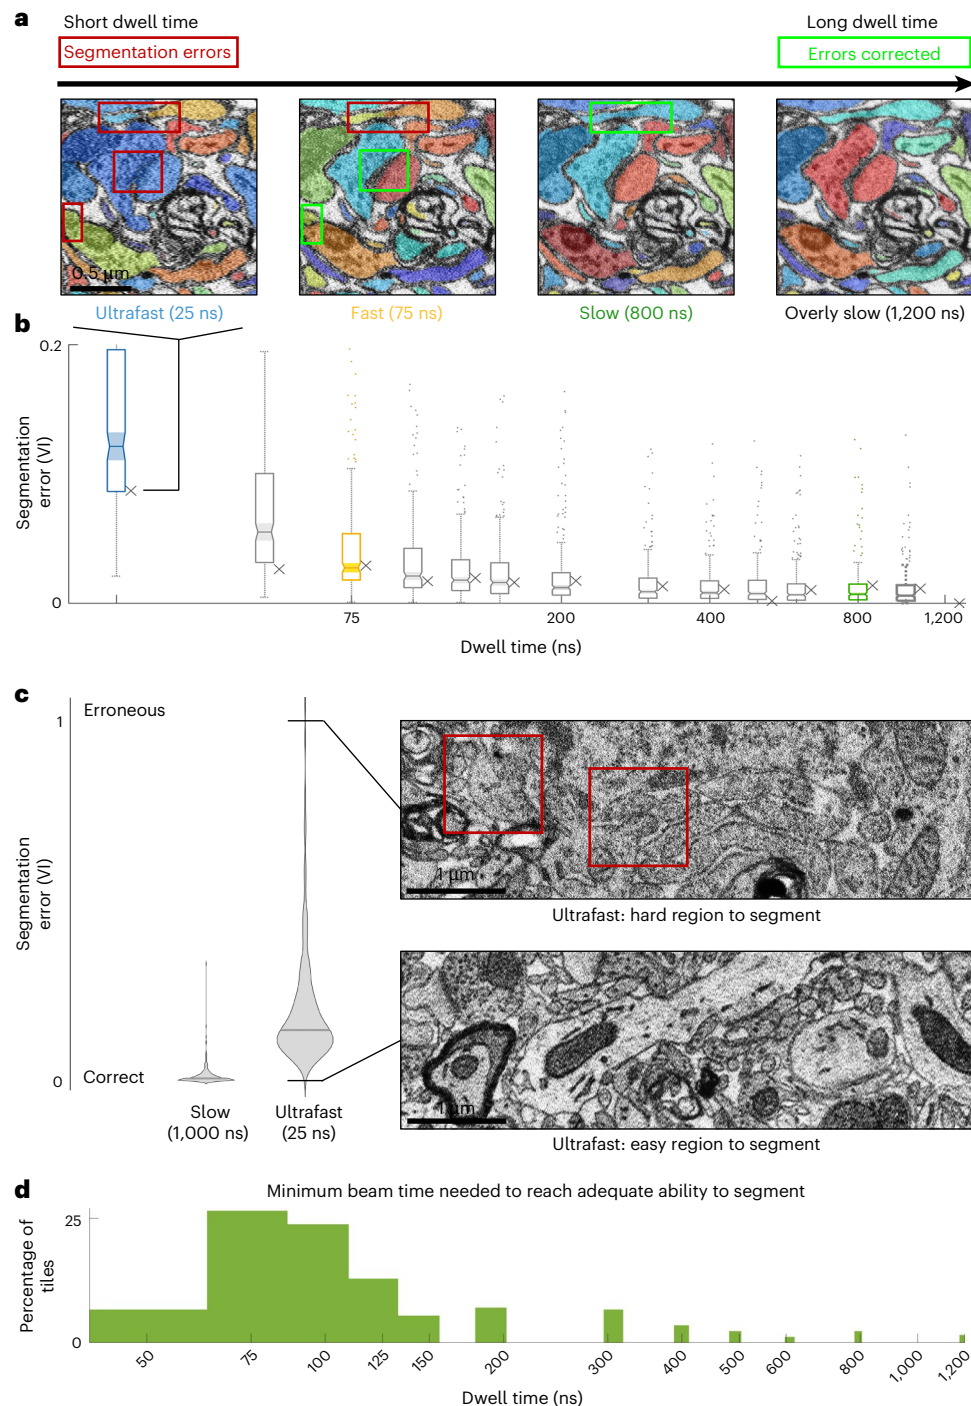 a
Short dwell time
Long dwell time
Segmentation errors
Errors corrected
0.5 µm
Ultrafast (25 ns)
Fast (75 ns)
Slow (800 ns)
Overly slow (1,200 ns)
b
0.2
Segmentation
error (VI)
0
75
200
400
800
1,200
Dwell time (ns)
c
Erroneous
1
Segmentation
error (VI)
1 µm
Ultrafast: hard region to segment
0
Correct
Slow
(1,000 ns)
Ultrafast
(25 ns)
1 µm
Ultrafast: easy region to segment
d
Minimum beam time needed to reach adequate ability to segment
25
Percentage of
tiles
0
50
75
100
125
150
200
300
400
500
600
800
1,000
1,200
Dwell time (ns)